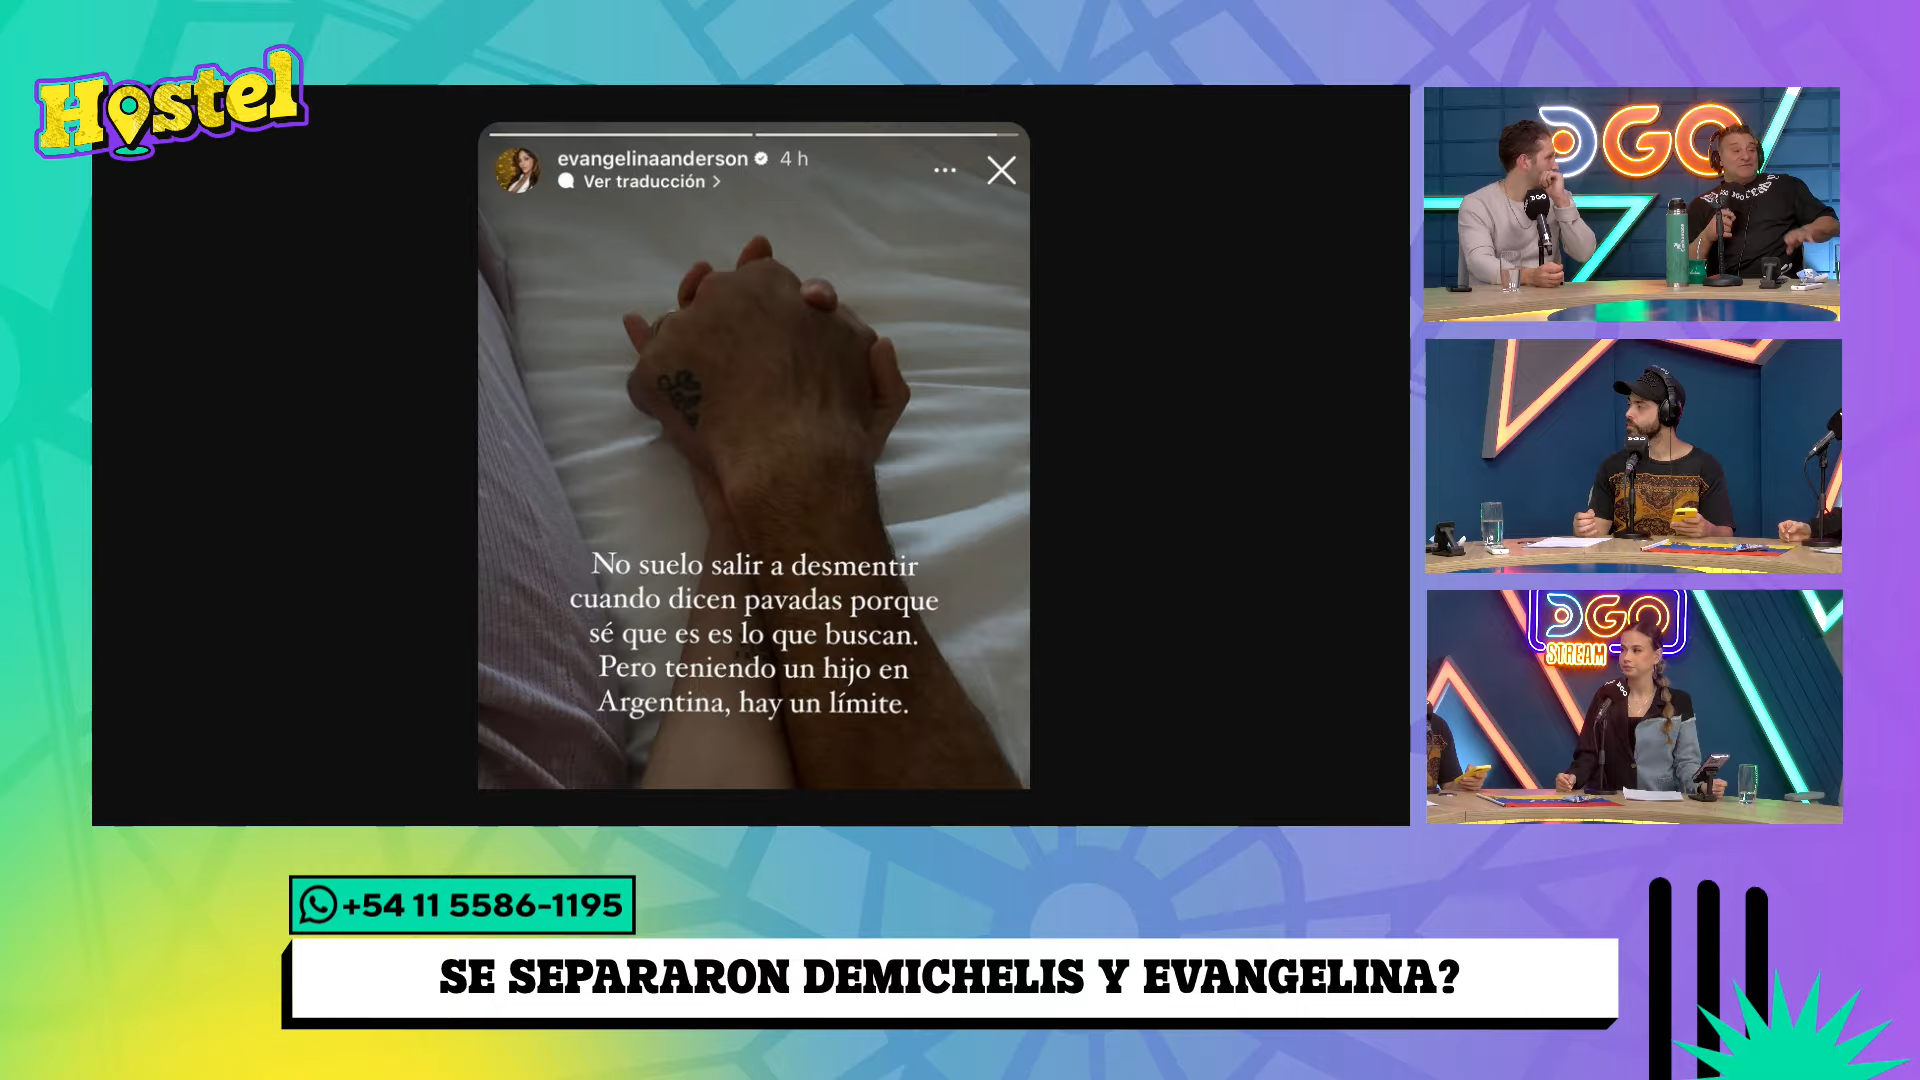 Hostel
evangelinaanderson 4 h
Ver traducción
No suelo salir a desmentir
cuando dicen pavadas porque
sé que es es lo que buscan.
Pero teniendo un hijo en
Argentina, hay un límite.
DGO
DGO
STREAM
+54 11 5586-1195
SE SEPARARON DEMICHELIS Y EVANGELINA?